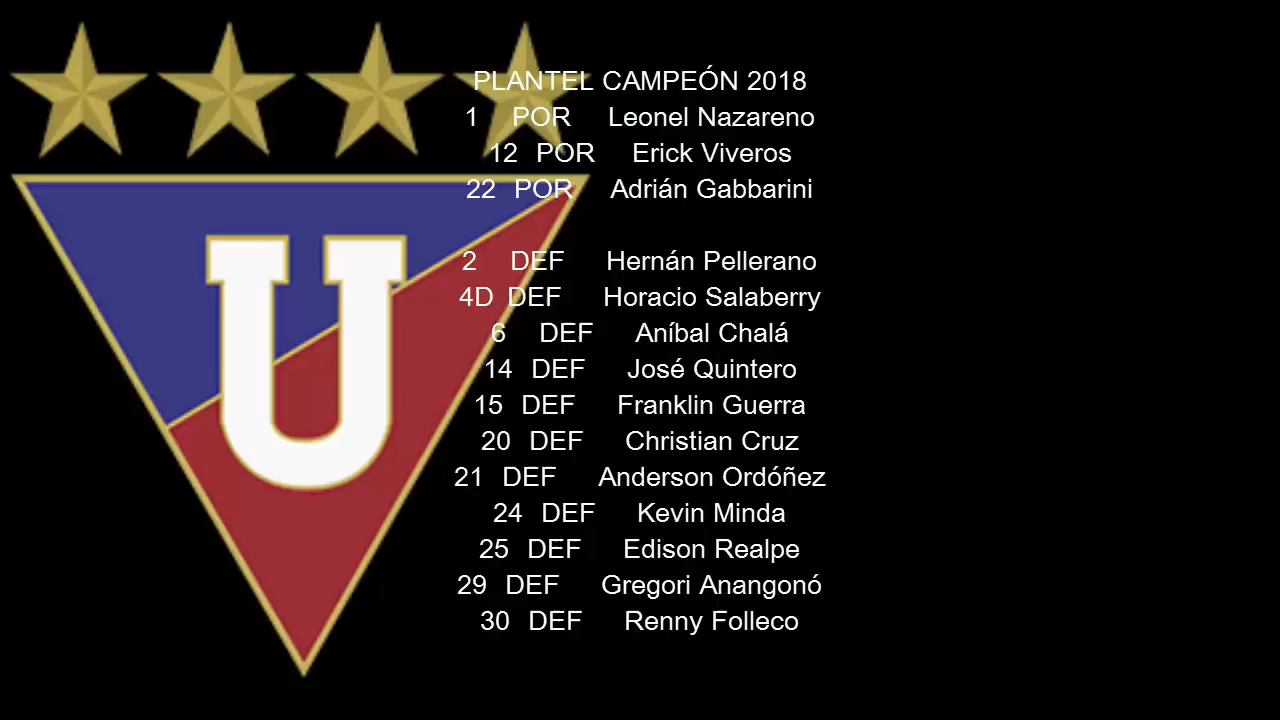 PLANTEL CAMPEÓN 2018
1 POR Leonel Nazareno
12 POR Erick Viveros
22 POR Adrián Gabbarini
2 DEF Hernán Pellerano
4D DEF Horacio Salaberry
6 DEF Aníbal Chalá
14 DEF José Quintero
15 DEF Franklin Guerra
20 DEF Christian Cruz
21 DEF Anderson Ordóñez
24 DEF Kevin Minda
25 DEF Edison Realpe
29 DEF Gregori Anangonó
30 DEF Renny Folleco
U